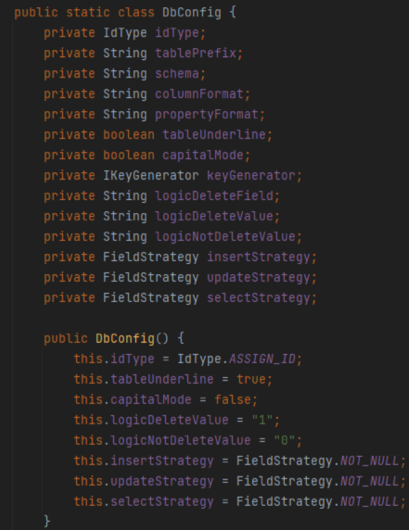 public static class DbConfig {
    private IdType idType;
    private String tablePrefix;
    private String schema;
    private String columnFormat;
    private String propertyFormat;
    private boolean tableUnderline;
    private boolean capitalMode;
    private IKeyGenerator keyGenerator;
    private String logicDeleteField;
    private String logicDeleteValue;
    private String logicNotDeleteValue;
    private FieldStrategy insertStrategy;
    private FieldStrategy updateStrategy;
    private FieldStrategy selectStrategy;

    public DbConfig() {
        this.idType = IdType.ASSIGN_ID;
        this.tableUnderline = true;
        this.capitalMode = false;
        this.logicDeleteValue = "1";
        this.logicNotDeleteValue = "0";
        this.insertStrategy = FieldStrategy.NOT_NULL;
        this.updateStrategy = FieldStrategy.NOT_NULL;
        this.selectStrategy = FieldStrategy.NOT_NULL;
    }